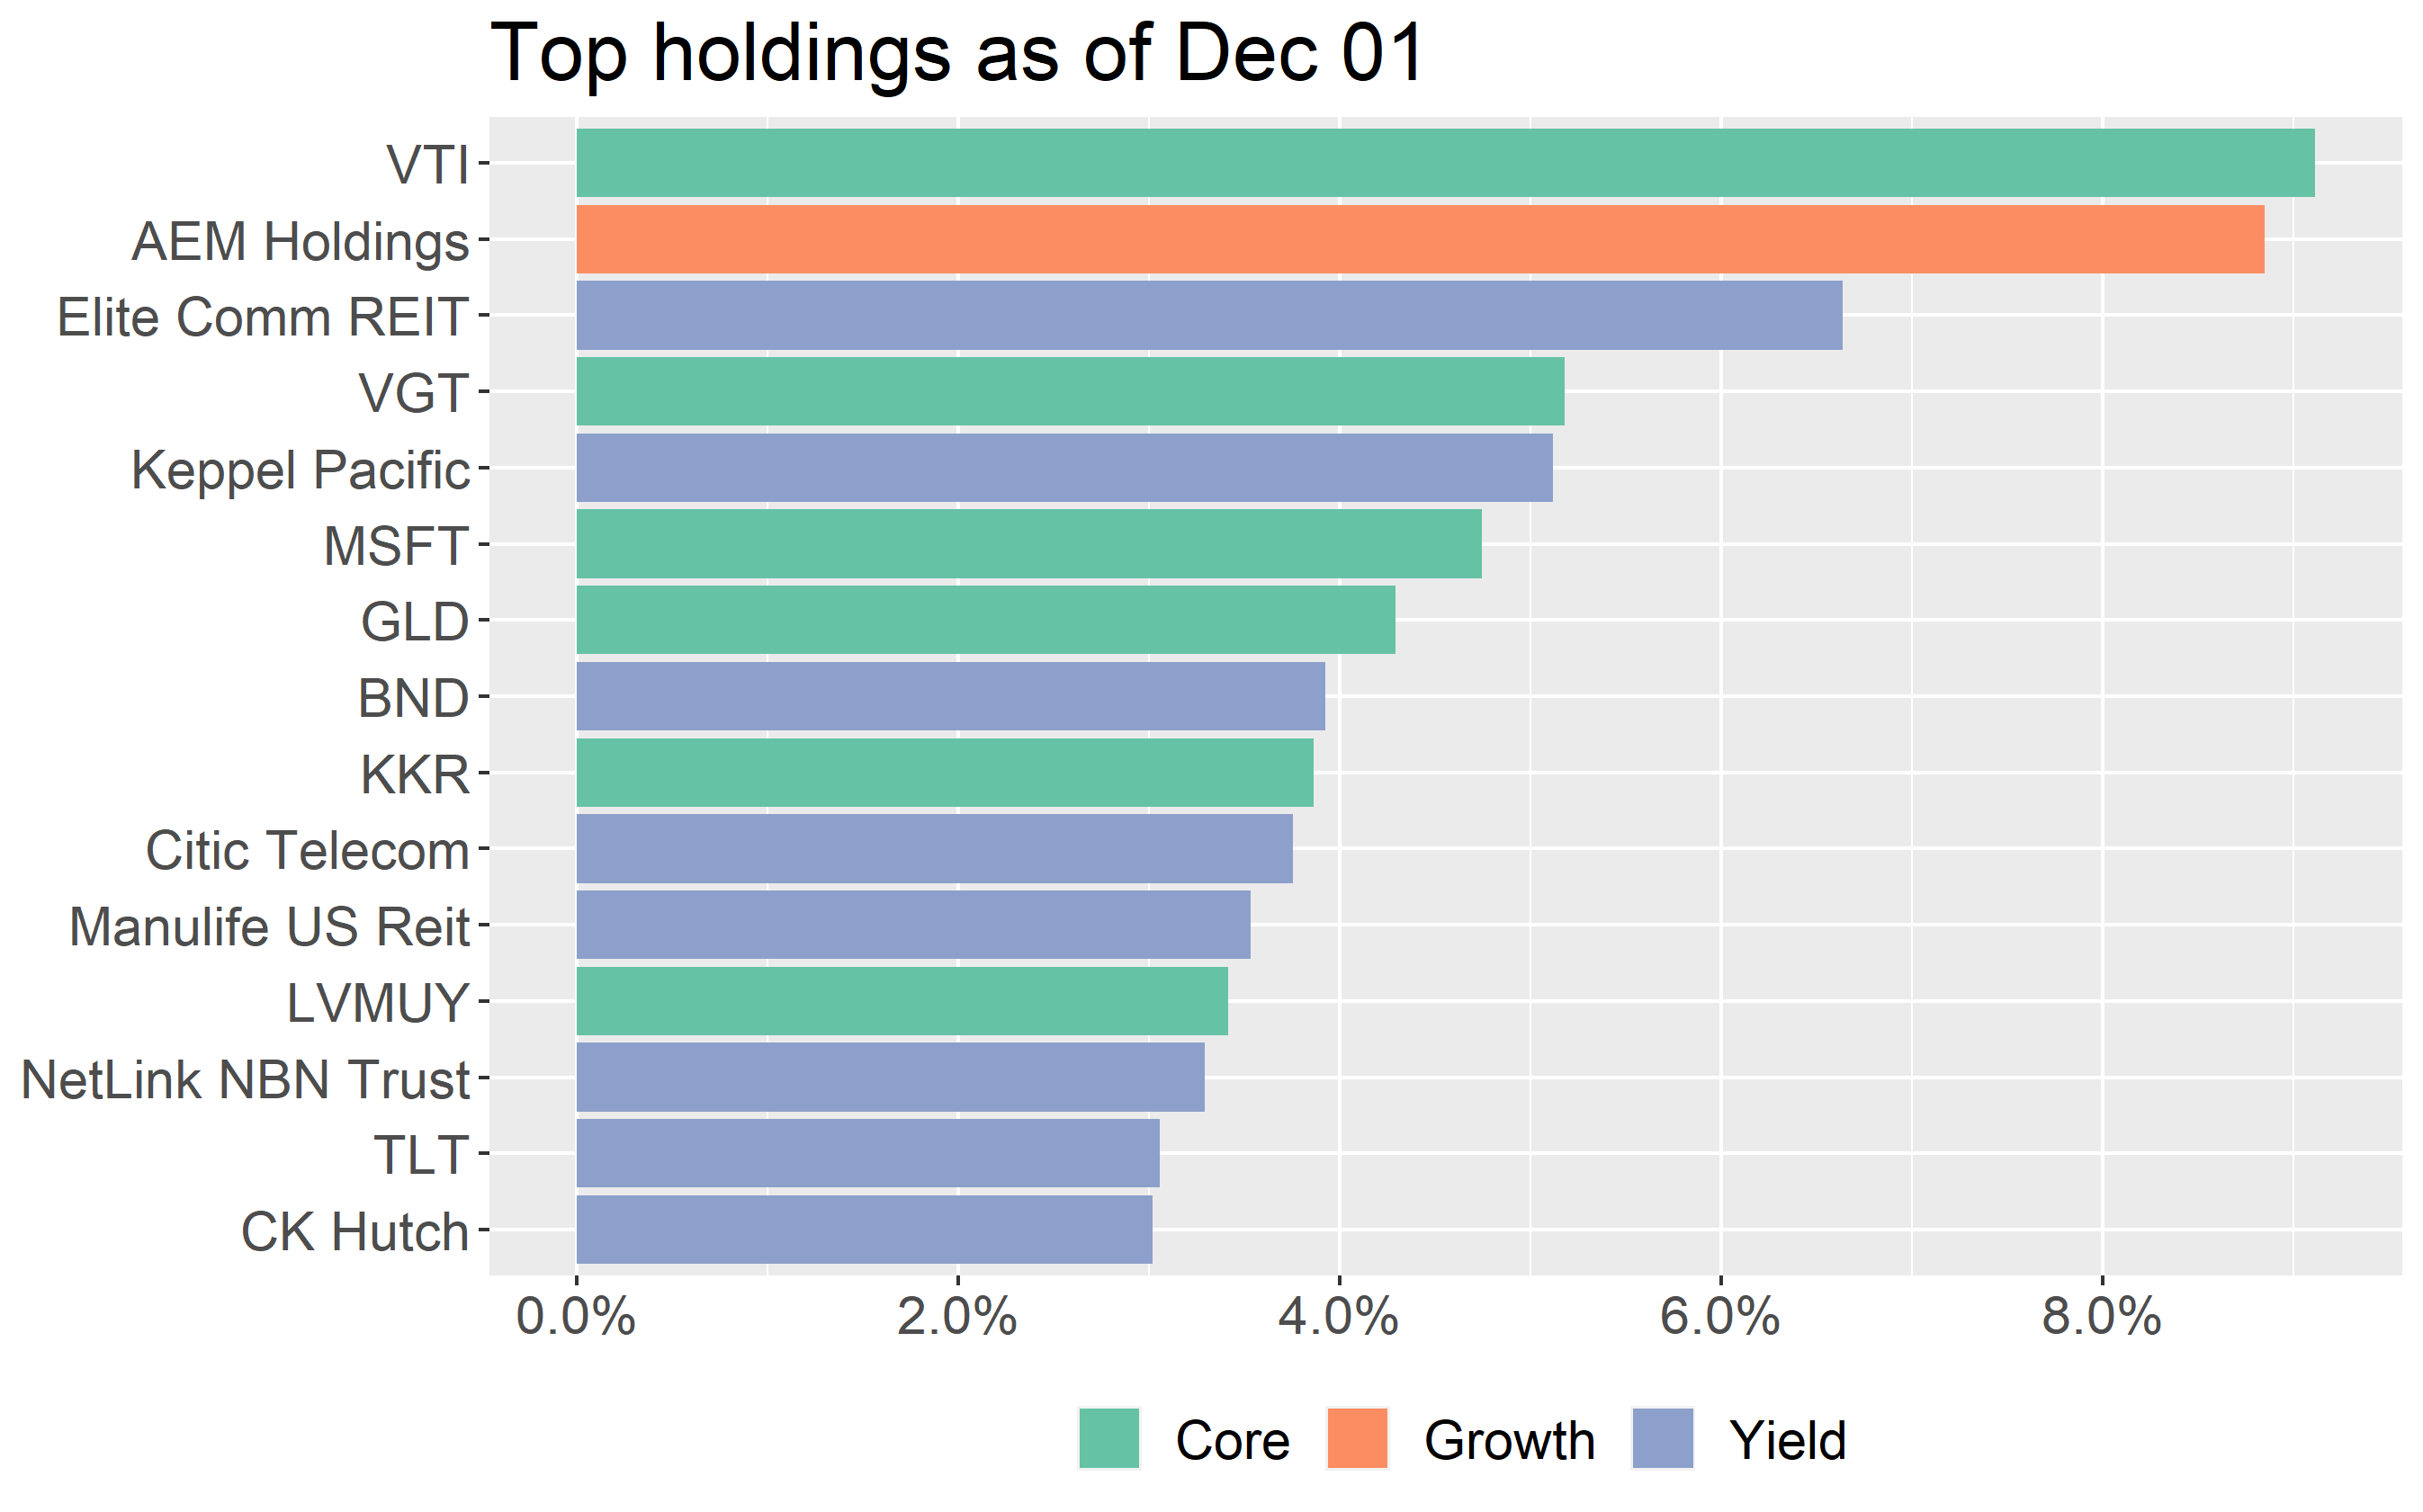 Top holdings as of Dec 01
VTI
AEM Holdings
Elite Comm REIT
VGT
Keppel Pacific
MSFT
GLD
BND
KKR
Citic Telecom
Manulife US Reit
LVMUY
NetLink NBN Trust
TLT
CK Hutch
0.0% 2.0% 4.0% 6.0% 8.0%
Core Growth Yield